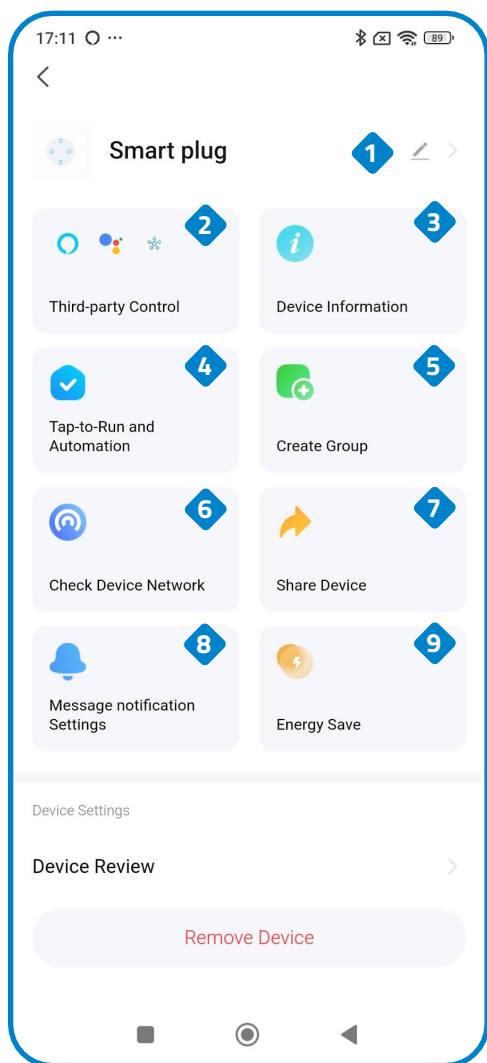 17:11 ...
89
Smart plug
1
2
3
Third-party Control
Device Information
4
5
Tap-to-Run and
Automation
Create Group
6
7
Check Device Network
Share Device
8
9
Message notification
Settings
Energy Save
Device Settings
Device Review
Remove Device